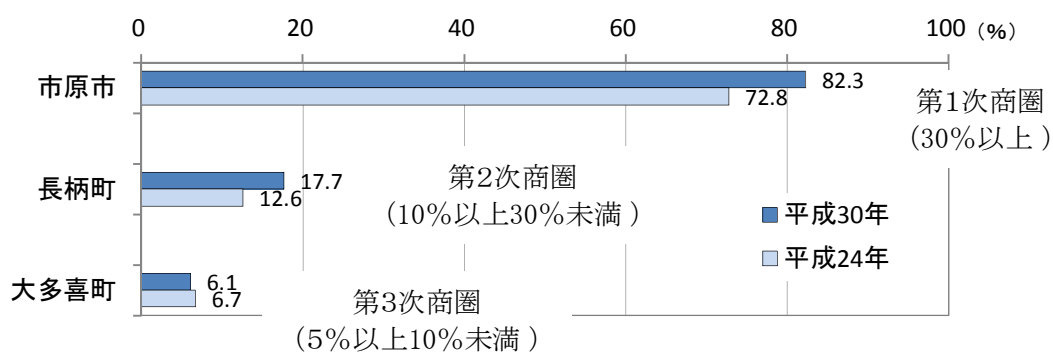 0 20 40 60 80 100 (%)
市原市
82.3
72.8
第1次商圏
(30%以上)
長柄町
17.7
12.6
第2次商圏
(10%以上30%未満)
平成30年
平成24年
大多喜町
6.1
6.7
第3次商圏
(5%以上10%未満)